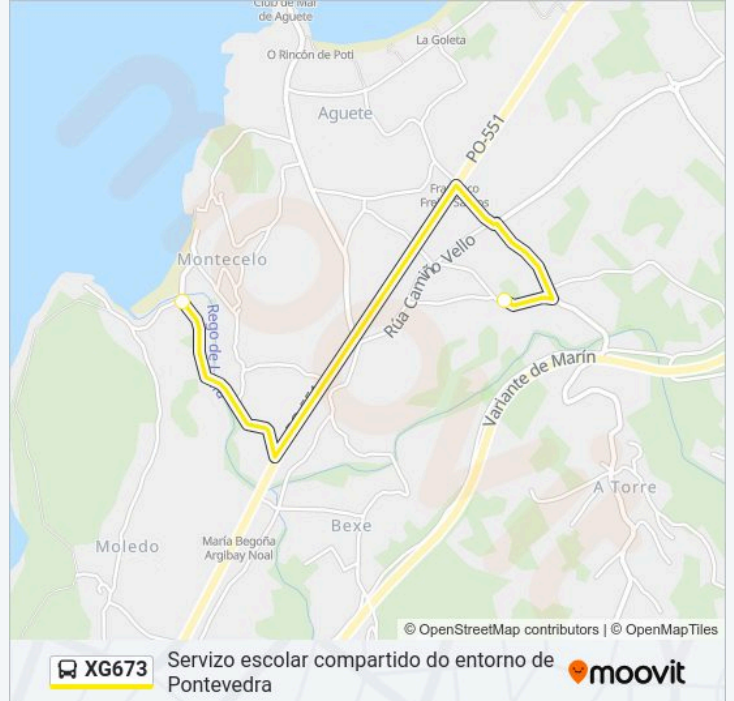 Club de Mar
de Aguete
La Goleta
O Rincón de Poti
Aguete
PO-551
Rúa Camiño Vello
Montecelo
Rego de
Variante de Marín
A Torre
Bexe
María Begoña
Argibay Noal
Moledo
© OpenStreetMap contributors | © OpenMapTiles
XG673
Servizo escolar compartido do entorno de
Pontevedra
moovit